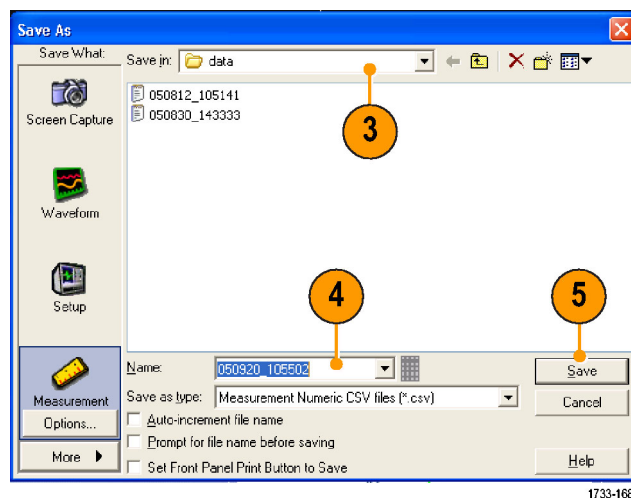 Save As
Save What:
Save in: data
Screen Capture
Waveform
Setup
Measurement
Options...
More
050812_105141
050830_143333
3
4
5
Name: 050920_105502
Save as type: Measurement Numeric CSV files (*.csv)
Auto-increment file name
Prompt for file name before saving
Set Front Panel Print Button to Save
Save
Cancel
Help
1733-168